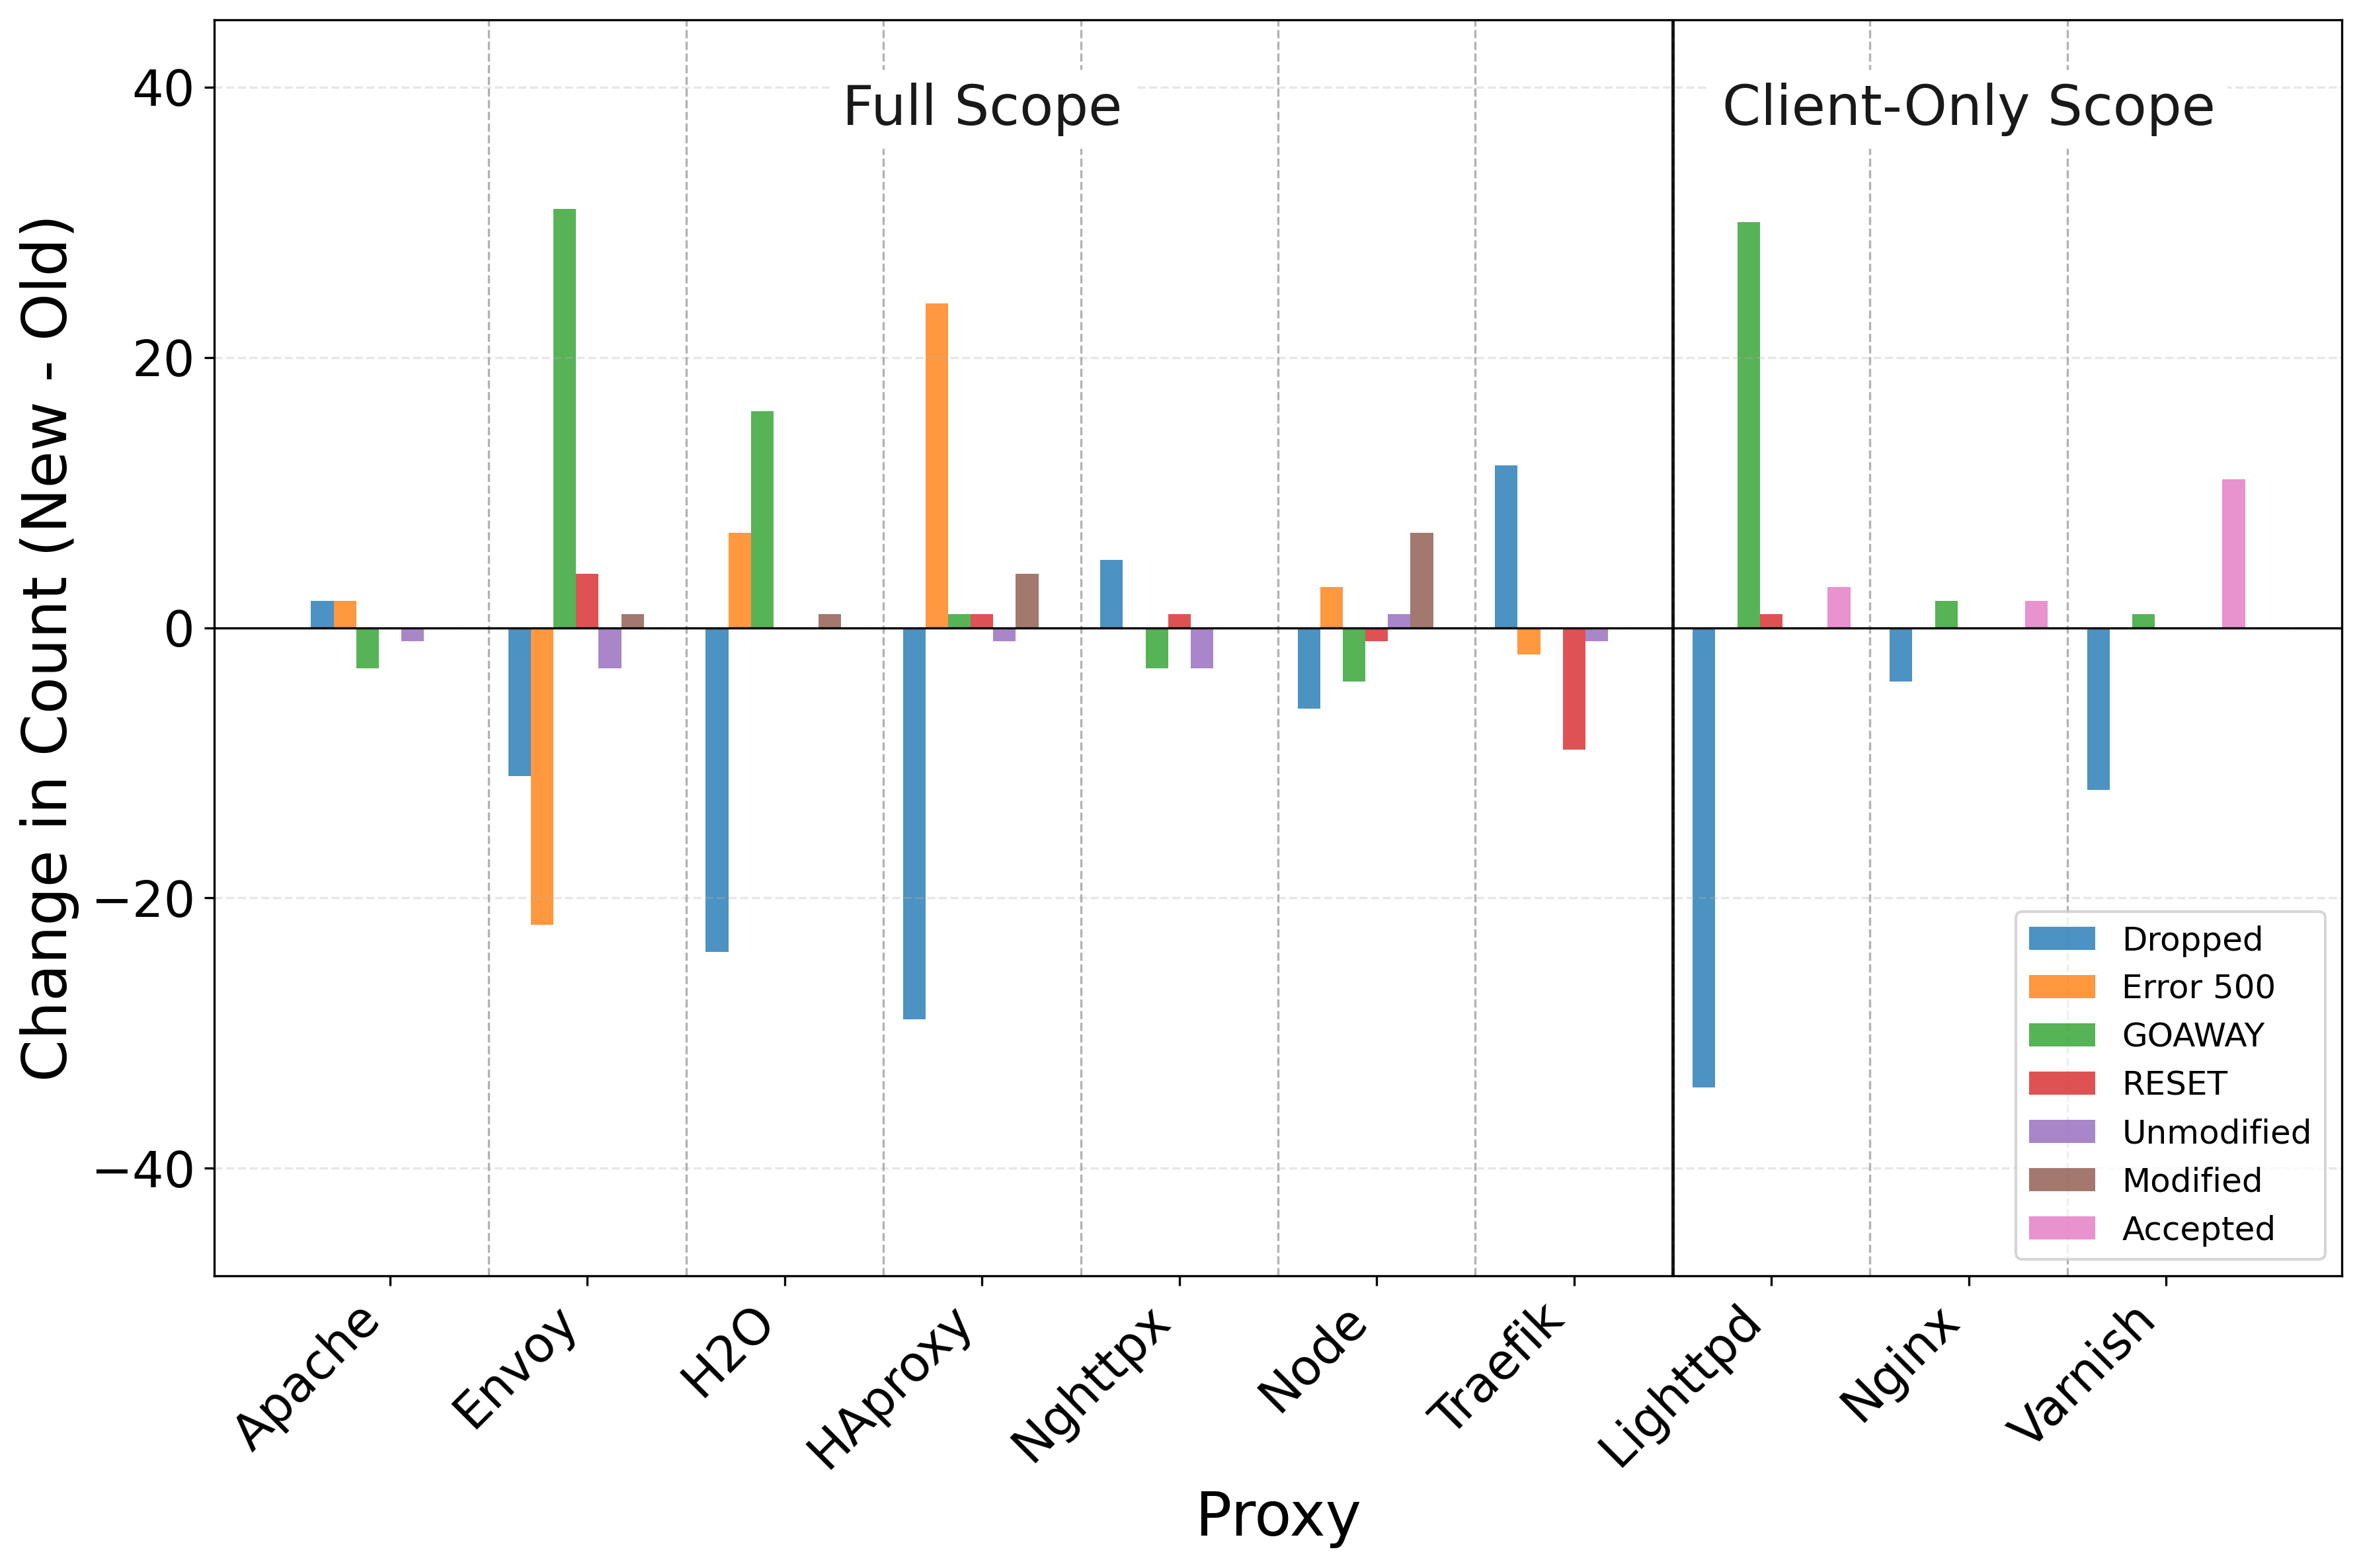 Full Scope
Client-Only Scope
Change in Count (New - Old)
40
20
0
−20
−40
Dropped
Error 500
GOAWAY
RESET
Unmodified
Modified
Accepted
Apache
Envoy
H2O
HAproxy
Nghttpx
Node
Traefik
Lighttpd
Nginx
Varnish
Proxy